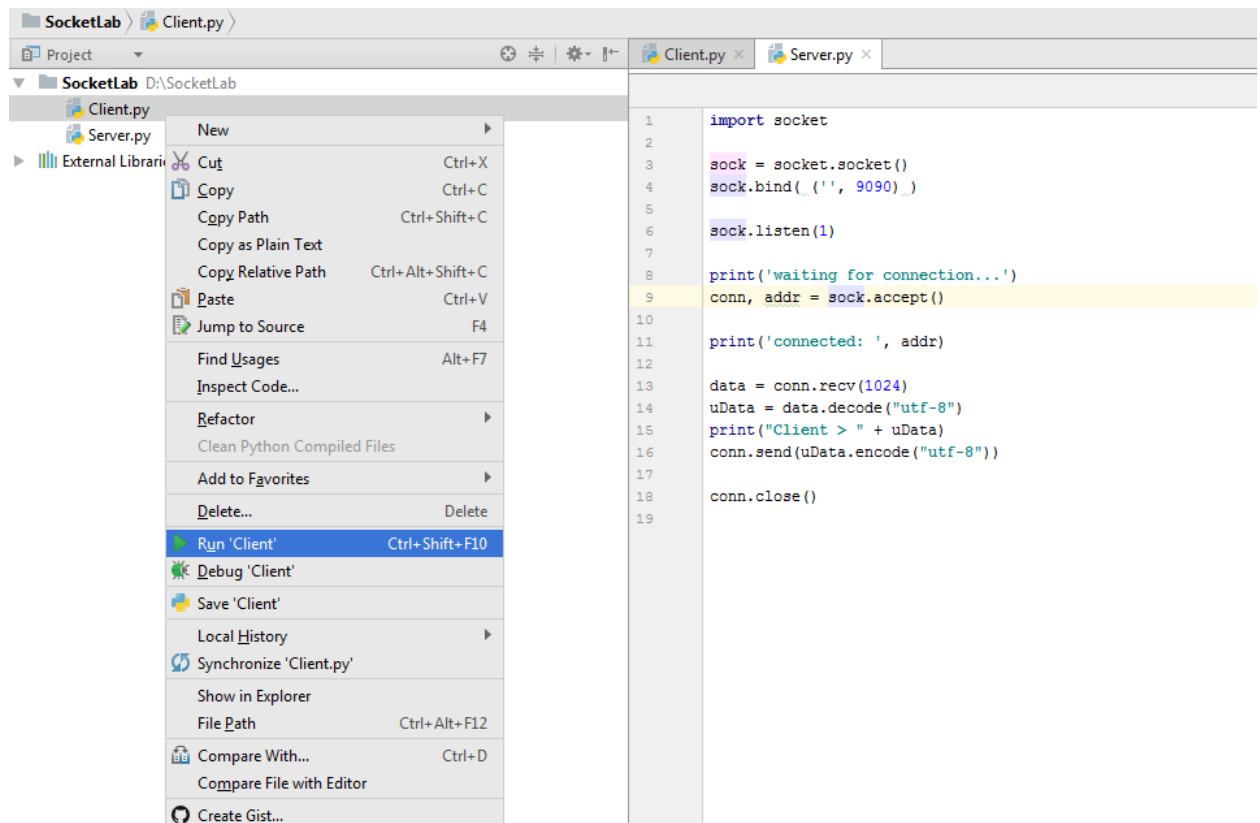 SocketLab Client.py
Project
SocketLab D:\SocketLab
Client.py
Server.py
External Librari
New
Cut Ctrl+X
Copy Ctrl+C
Copy Path Ctrl+Shift+C
Copy as Plain Text
Copy Relative Path Ctrl+Alt+Shift+C
Paste Ctrl+V
Jump to Source F4
Find Usages Alt+F7
Inspect Code...
Refactor
Clean Python Compiled Files
Add to Favorites
Delete... Delete
Run 'Client' Ctrl+Shift+F10
Debug 'Client'
Save 'Client'
Local History
Synchronize 'Client.py'
Show in Explorer
File Path Ctrl+Alt+F12
Compare With... Ctrl+D
Compare File with Editor
Create Gist...
Client.py Server.py
1 import socket
2
3 sock = socket.socket()
4 sock.bind( ('', 9090) )
5
6 sock.listen(1)
7
8 print('waiting for connection...')
9 conn, addr = sock.accept()
10
11 print('connected: ', addr)
12
13 data = conn.recv(1024)
14 uData = data.decode("utf-8")
15 print("Client > " + uData)
16 conn.send(uData.encode("utf-8"))
17
18 conn.close()
19